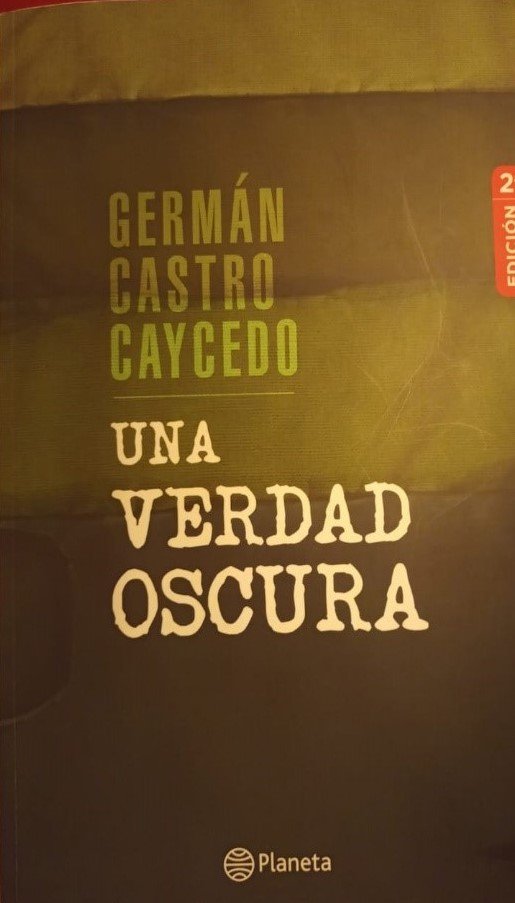 GERMÁN
CASTRO
CAYCEDO
UNA
VERDAD
OSCURA
2
EDICIÓN
Planeta